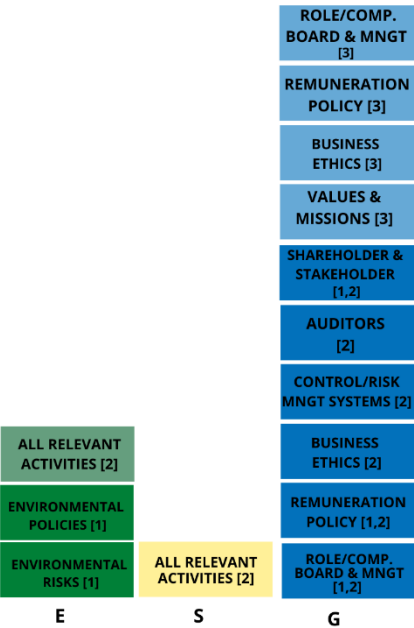 ROLE/COMP.
BOARD & MNGT
[3]
REMUNERATION
POLICY [3]
BUSINESS
ETHICS [3]
VALUES &
MISSIONS [3]
SHAREHOLDER &
STAKEHOLDER
[1,2]
AUDITORS
[2]
CONTROL/RISK
MNGT SYSTEMS [2]
ALL RELEVANT
ACTIVITIES [2]
BUSINESS
ETHICS [2]
ENVIRONMENTAL
POLICIES [1]
REMUNERATION
POLICY [1,2]
ENVIRONMENTAL
RISKS [1]
ALL RELEVANT
ACTIVITIES [2]
ROLE/COMP.
BOARD & MNGT
[1,2]
E
S
G